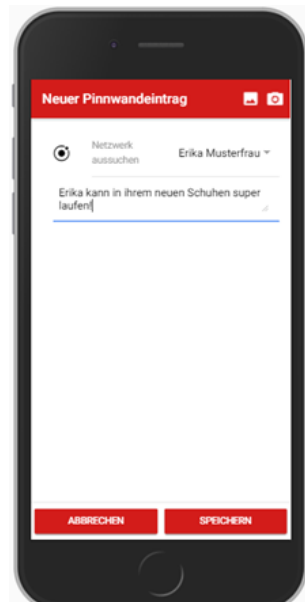 Neuer Pinnwandeintrag
Netzwerk
aussuchen
Erika Musterfrau
Erika kann in ihrem neuen Schuhen super
laufen!
ABBRECHEN
SPEICHERN